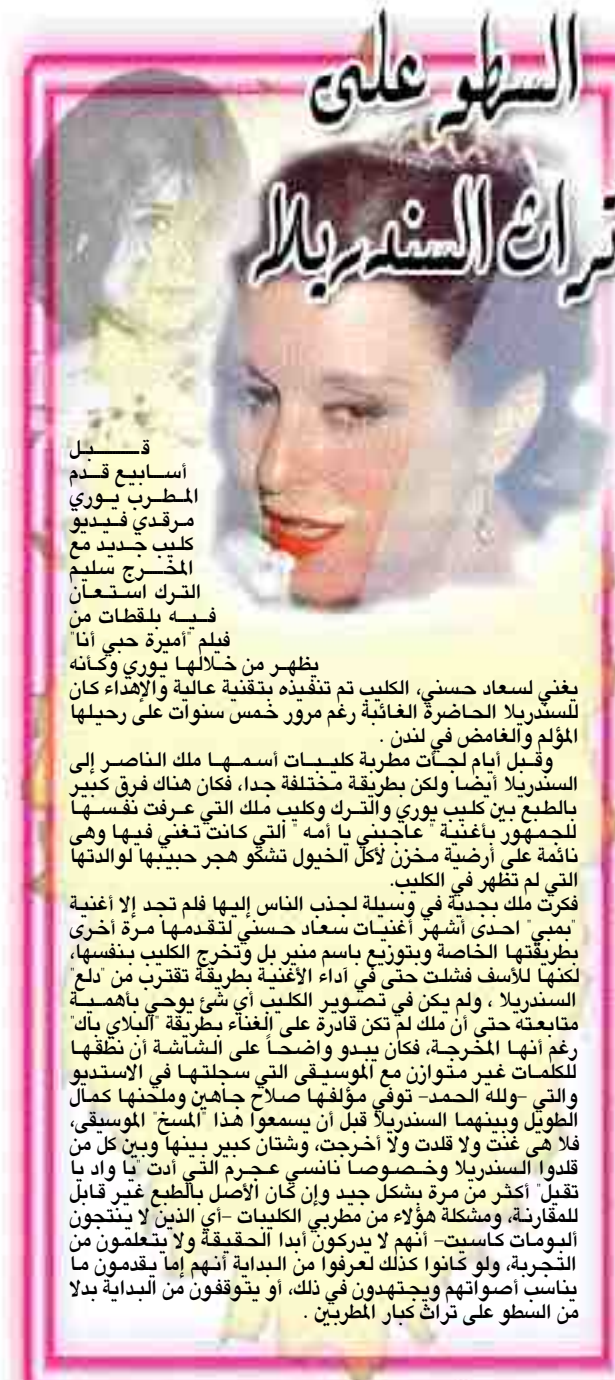 السطو على
تراث السندريلا
قبل
أسابيع قدم
المطرب يوري
مرقدي فيديو
كليب جديد مع
المخرج سليم
الترك استعان
فيه بلقطات من
فيلم "أميرة حبي أنا"
يظهر من خلالها يوري وكأنه
يغني لسعاد حسني، الكليب تم تنفيذه بتقنية عالية والإهداء كان
للسندريلا الحاضرة الغائبة رغم مرور خمس سنوات على رحيلها
المؤلم والغامض في لندن .
وقبل أيام لجأت مطربة كليبات أسمها ملك الناصر إلى
السندريلا أيضا ولكن بطريقة مختلفة جدا، فكان هناك فرق كبير
بالطبع بين كليب يوري والترك وكليب ملك التي عرفت نفسها
للجمهور بأغنية " عاجبني يا أمه " التي كانت تغني فيها وهى
نائمة على أرضية مخزن لأكل الخيول تشكو هجر حبيبها لوالدتها
التي لم تظهر في الكليب.
فكرت ملك بجدية في وسيلة لجذب الناس إليها فلم تجد إلا أغنية
"بمبي" احدى أشهر أغنيات سعاد حسني لتقدمها مرة أخرى
بطريقتها الخاصة وبتوزيع باسم منير بل وتخرج الكليب بنفسها،
لكنها للأسف فشلت حتى في آداء الأغنية بطريقة تقترب من "دلع"
السندريلا ، ولم يكن في تصوير الكليب أي شئ يوحي بأهمية
متابعته حتى أن ملك لم تكن قادرة على الغناء بطريقة "البلاي باك"
رغم أنها المخرجة، فكان يبدو واضحاً على الشاشة أن نطقها
للكلمات غير متوازن مع الموسيقى التي سجلتها في الاستديو
والتي -ولله الحمد- توفي مؤلفها صلاح جاهين وملحنها كمال
الطويل وبينهما السندريلا قبل أن يسمعوا هذا "المسخ" الموسيقى،
فلا هى غنت ولا قلدت ولا أخرجت، وشتان كبير بينها وبين كل من
قلدوا السندريلا وخصوصا نانسي عجرم التي أدت "يا واد يا
تقيل" أكثر من مرة بشكل جيد وإن كان الأصل بالطبع غير قابل
للمقارنة، ومشكلة هؤلاء من مطربي الكليبات -أي الذين لا ينتجون
ألبومات كاسيت- أنهم لا يدركون أبدا الحقيقة ولا يتعلمون من
التجربة، ولو كانوا كذلك لعرفوا من البداية أنهم إما يقدمون ما
يناسب أصواتهم ويجتهدون في ذلك، أو يتوقفون من البداية بدلا
من السطو على تراث كبار المطربين .